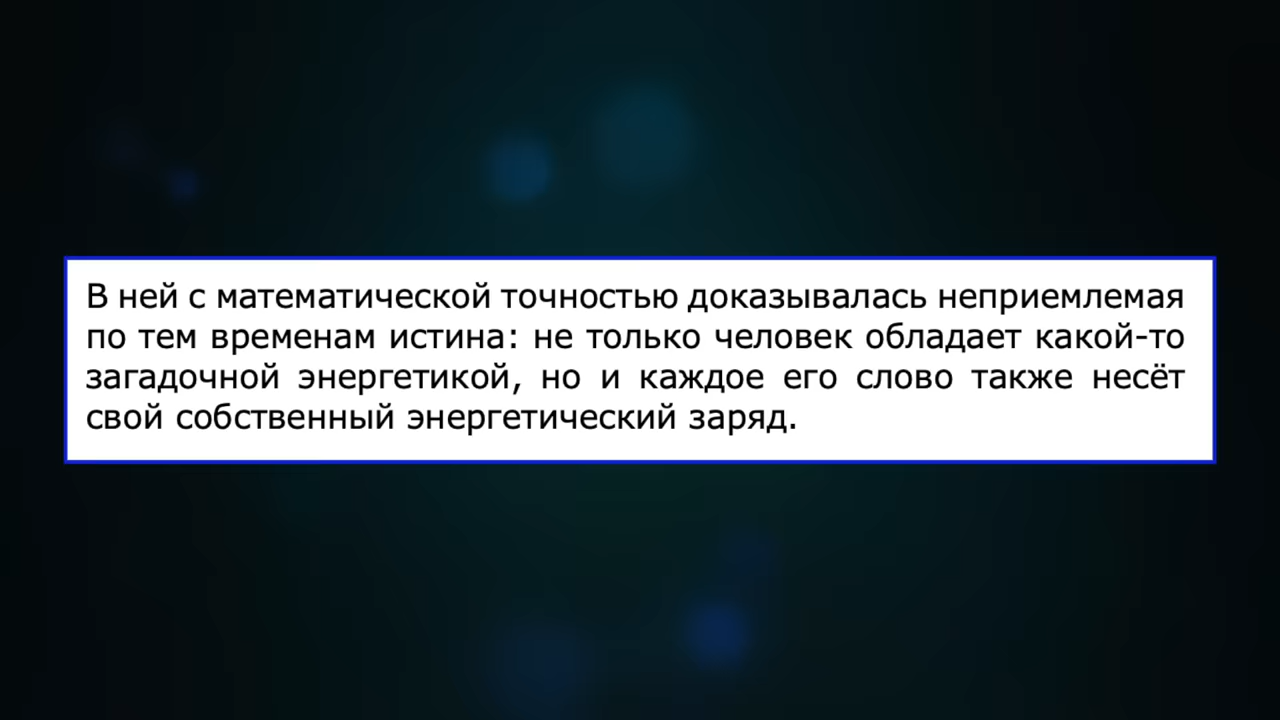 В ней с математической точностью доказывалась неприемлемая
по тем временам истина: не только человек обладает какой-то
загадочной энергетикой, но и каждое его слово также несёт
свой собственный энергетический заряд.